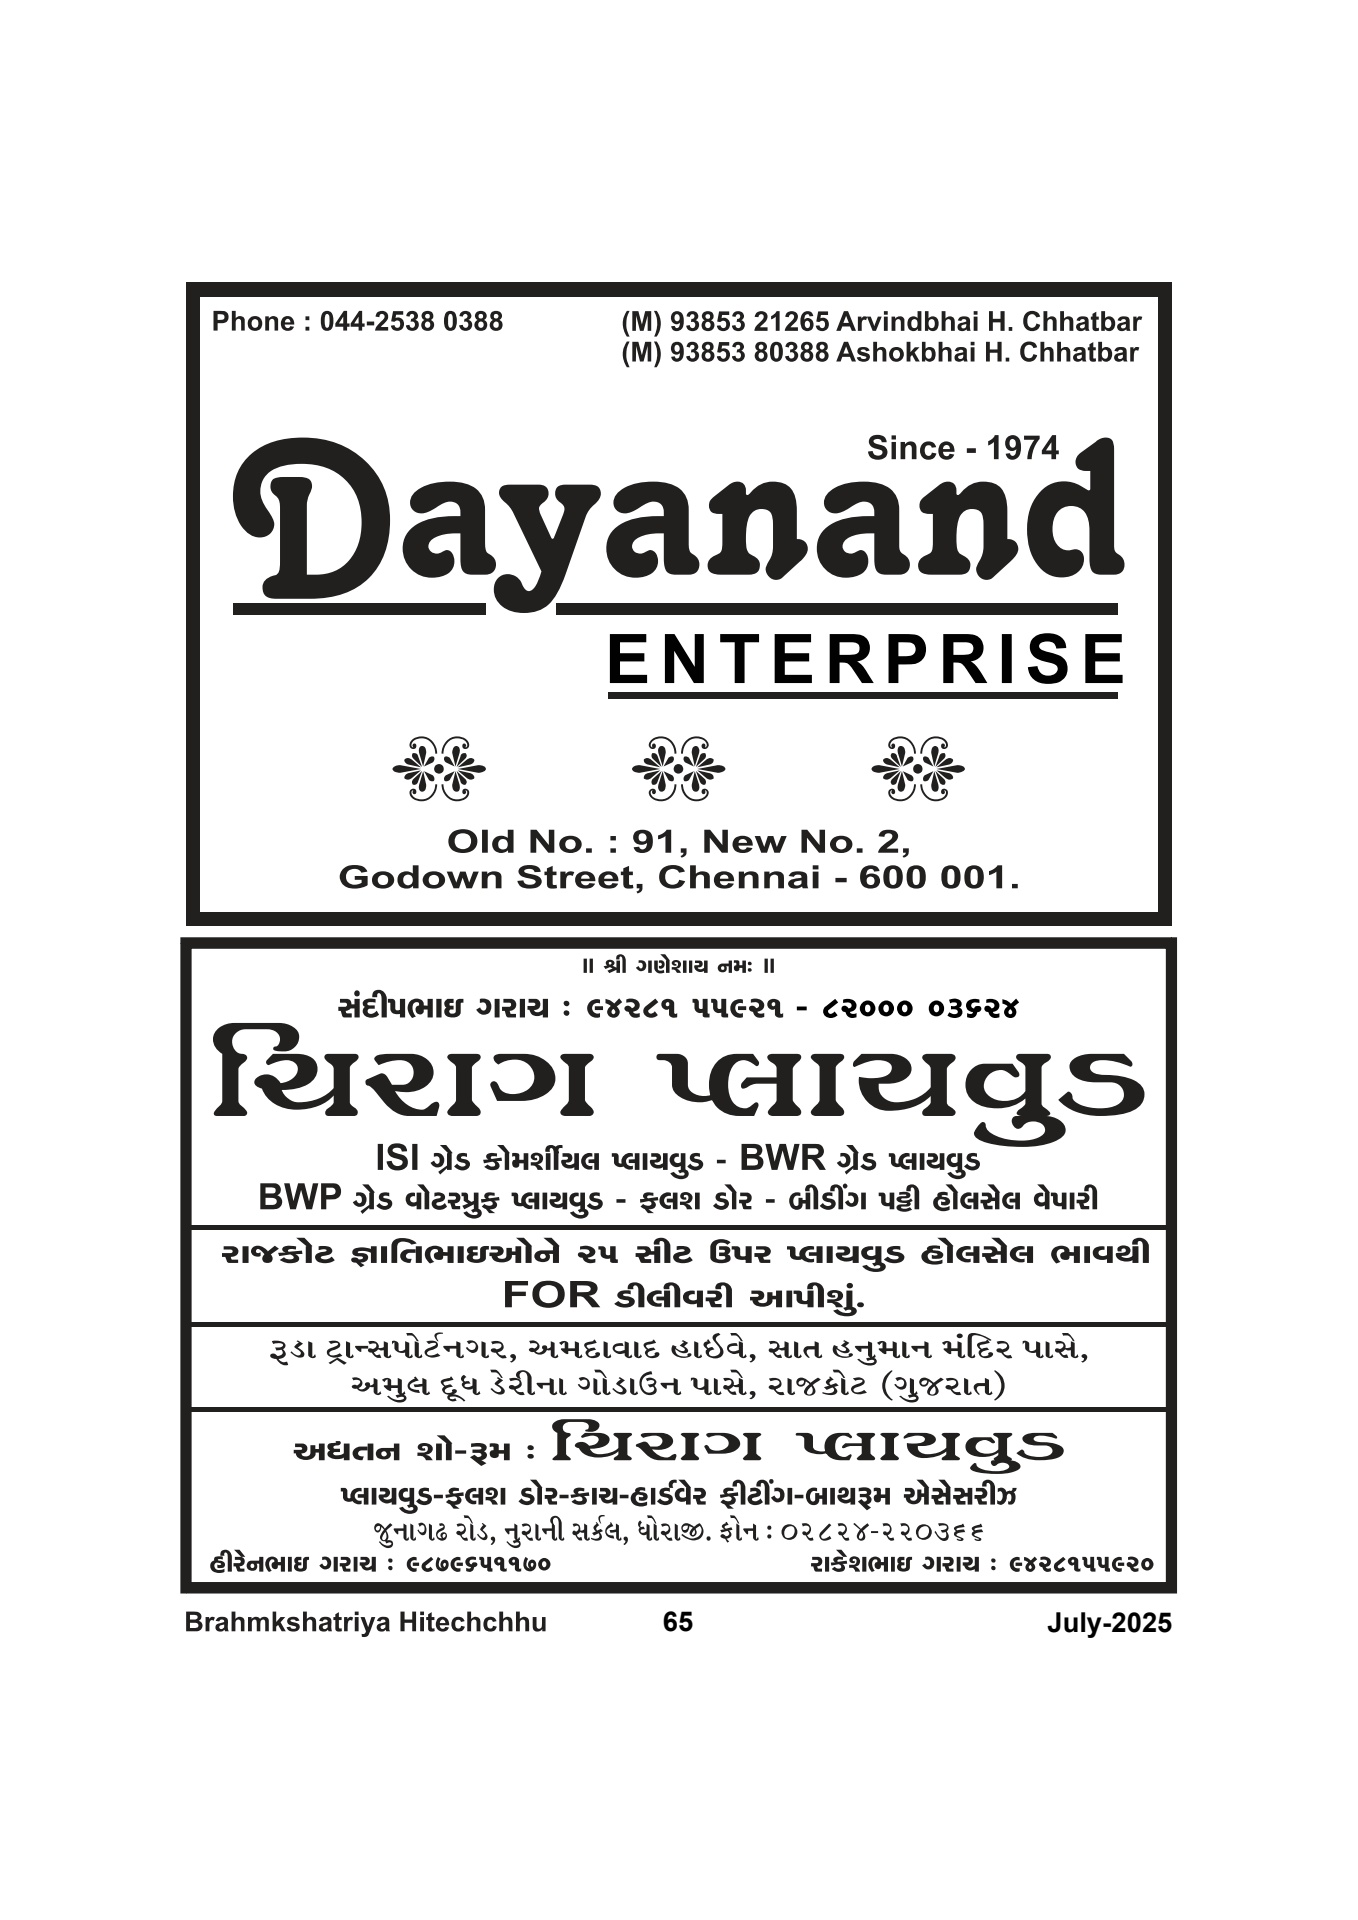 Phone : 044-2538 0388
(M) 93853 21265 Arvindbhai H. Chhatbar
(M) 93853 80388 Ashokbhai H. Chhatbar
Since - 1974
Dayanand
ENTERPRISE
Old No. : 91, New No. 2,
Godown Street, Chennai - 600 001.
॥ શ્રી ગણેશાય નમઃ ॥
સંદીપભાઇ ગરાચ : ૯૪૨૮૧ ૫૫૯૨૧ - ૮૨૦૦૦ ૦૩૬૨૪
ચિરાગ પ્લાયવુડ
ISI ગ્રેડ કોમર્શીયલ પ્લાયવુડ - BWR ગ્રેડ પ્લાયવુડ
BWP ગ્રેડ વોટરપ્રુફ પ્લાયવુડ - ફલશ ડોર - બીડીંગ પટ્ટી હોલસેલ વેપારી
રાજકોટ જ્ઞાતિભાઇઓને ૨૫ સીટ ઉપર પ્લાયવુડ હોલસેલ ભાવથી
FOR ડીલીવરી આપીશું.
રૂડા ટ્રાન્સપોર્ટનગર, અમદાવાદ હાઈવે, સાત હનુમાન મંદિર પાસે,
અમુલ દૂધ ડેરીના ગોડાઉન પાસે, રાજકોટ (ગુજરાત)
અદ્યતન શો-રૂમ : ચિરાગ પ્લાયવુડ
પ્લાયવુડ-ફલશ ડોર-કાચ-હાર્ડવેર ફીટીંગ-બાથરૂમ એસેસરીઝ
જુનાગઢ રોડ, નુરાની સર્કલ, ધોરાજી. ફોન : ૦૨૮૨૪-૨૨૦૩૬૬
હીરેનભાઇ ગરાચ : ૯૮૭૯૬૫૧૧૭૦
રાકેશભાઇ ગરાચ : ૯૪૨૮૧૫૫૯૨૦
Brahmkshatriya Hitechchhu 65 July-2025